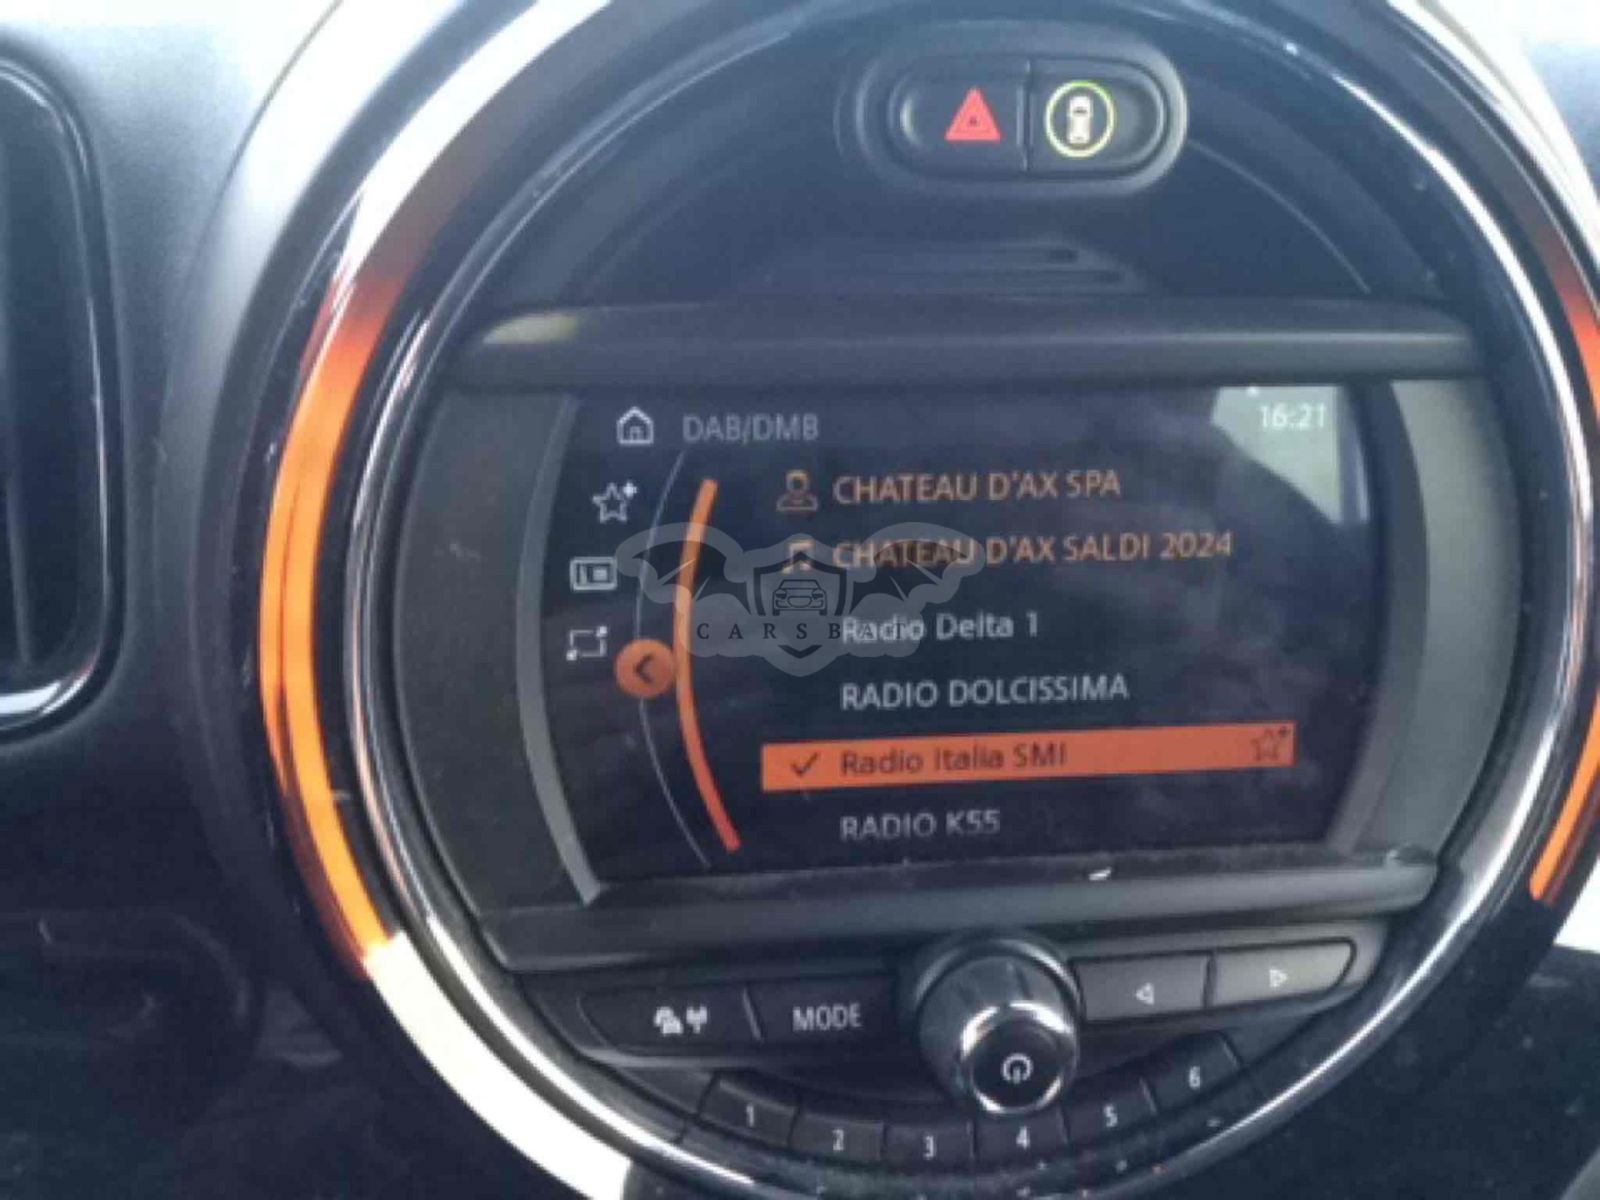 DAB/DMB
16:21
CHATEAU D'AX SPA
CHATEAU D'AX SALDI 2024
Radio Delta 1
CARSBAT
RADIO DOLCISSIMA
Radio Italia SMI
RADIO K55
MODE
1 2 3 4 5 6